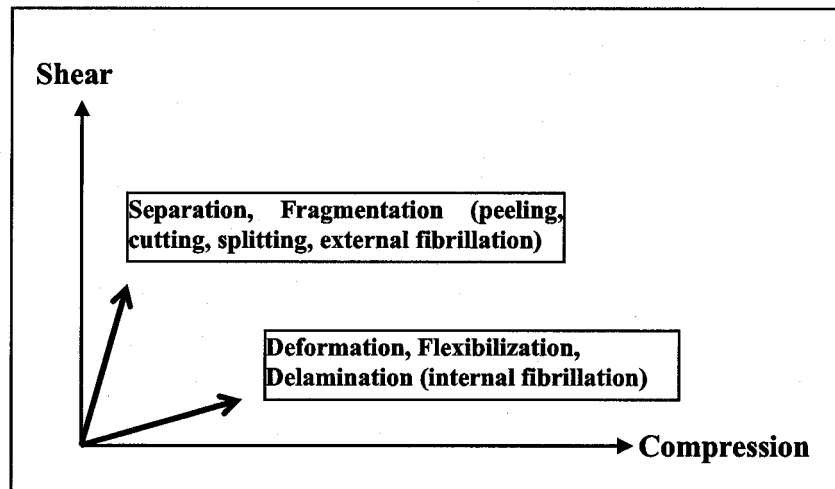 Shear
Separation, Fragmentation (peeling,
cutting, splitting, external fibrillation)
Deformation, Flexibilization,
Delamination (internal fibrillation)
Compression